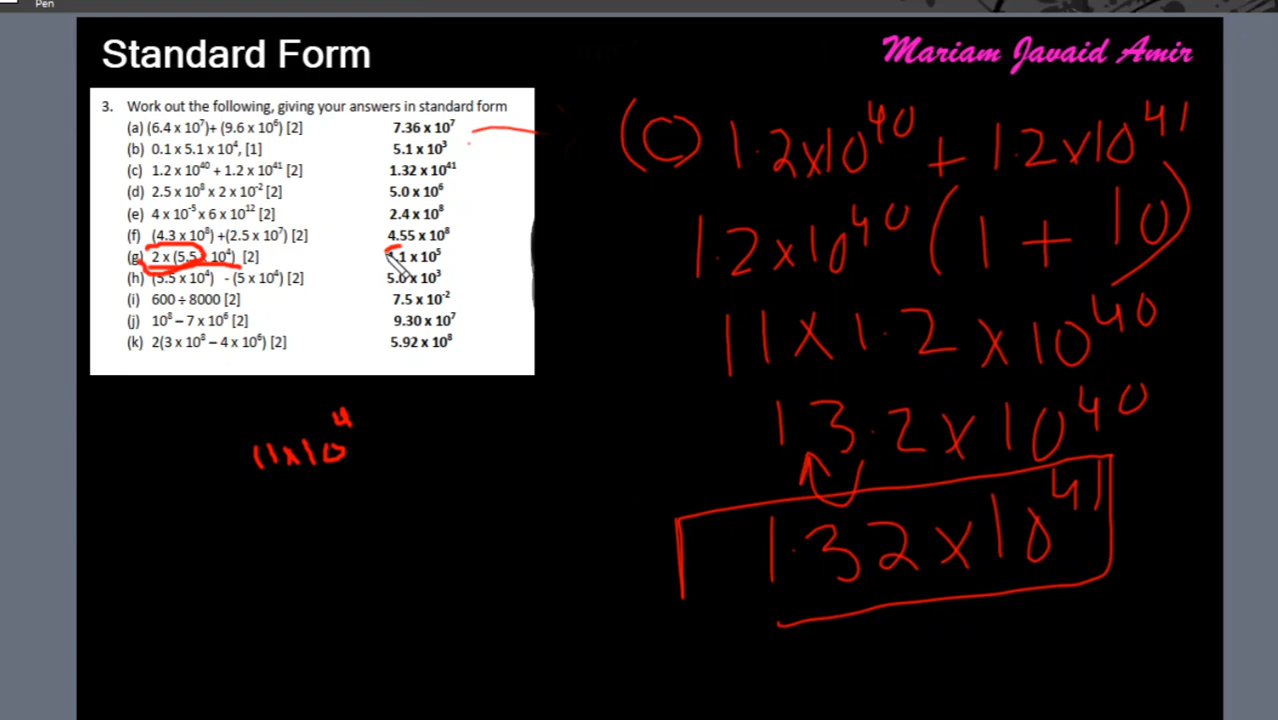 Pen
Standard Form
Mariam Javaid Amir
3. Work out the following, giving your answers in standard form
(a) (6.4 x 10⁷)+ (9.6 x 10⁶) [2] 7.36 x 10⁷
(b) 0.1 x 5.1 x 10⁴, [1] 5.1 x 10³
(c) 1.2 x 10⁴⁰ + 1.2 x 10⁴¹ [2] 1.32 x 10⁴¹
(d) 2.5 x 10⁸ x 2 x 10⁻² [2] 5.0 x 10⁶
(e) 4 x 10⁻⁵ x 6 x 10¹² [2] 2.4 x 10⁸
(f) (4.3 x 10⁸) +(2.5 x 10⁷) [2] 4.55 x 10⁸
(g) 2 x (5.5 x 10⁴) [2] 1.1 x 10⁵
(h) (5.5 x 10⁴) - (5 x 10⁴) [2] 5.0 x 10³
(i) 600 ÷ 8000 [2] 7.5 x 10⁻²
(j) 10⁸ – 7 x 10⁶ [2] 9.30 x 10⁷
(k) 2(3 x 10⁸ – 4 x 10⁶) [2] 5.92 x 10⁸
11x10⁴
(C) 1.2x10⁴⁰ + 1.2x10⁴¹
1.2x10⁴⁰ (1 + 10)
11 x 1.2 x 10⁴⁰
13.2x10⁴⁰
1.32x10⁴¹